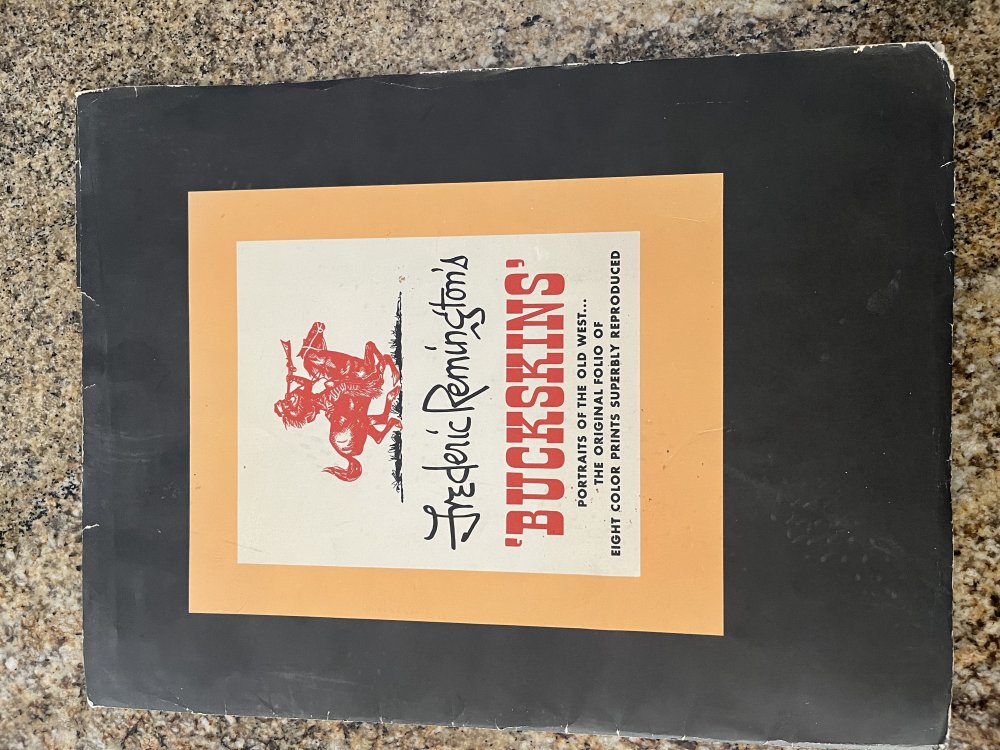 Frederic Remington's
'BUCKSKINS'
PORTRAITS OF THE OLD WEST...
THE ORIGINAL FOLIO OF
EIGHT COLOR PRINTS SUPERBLY REPRODUCED